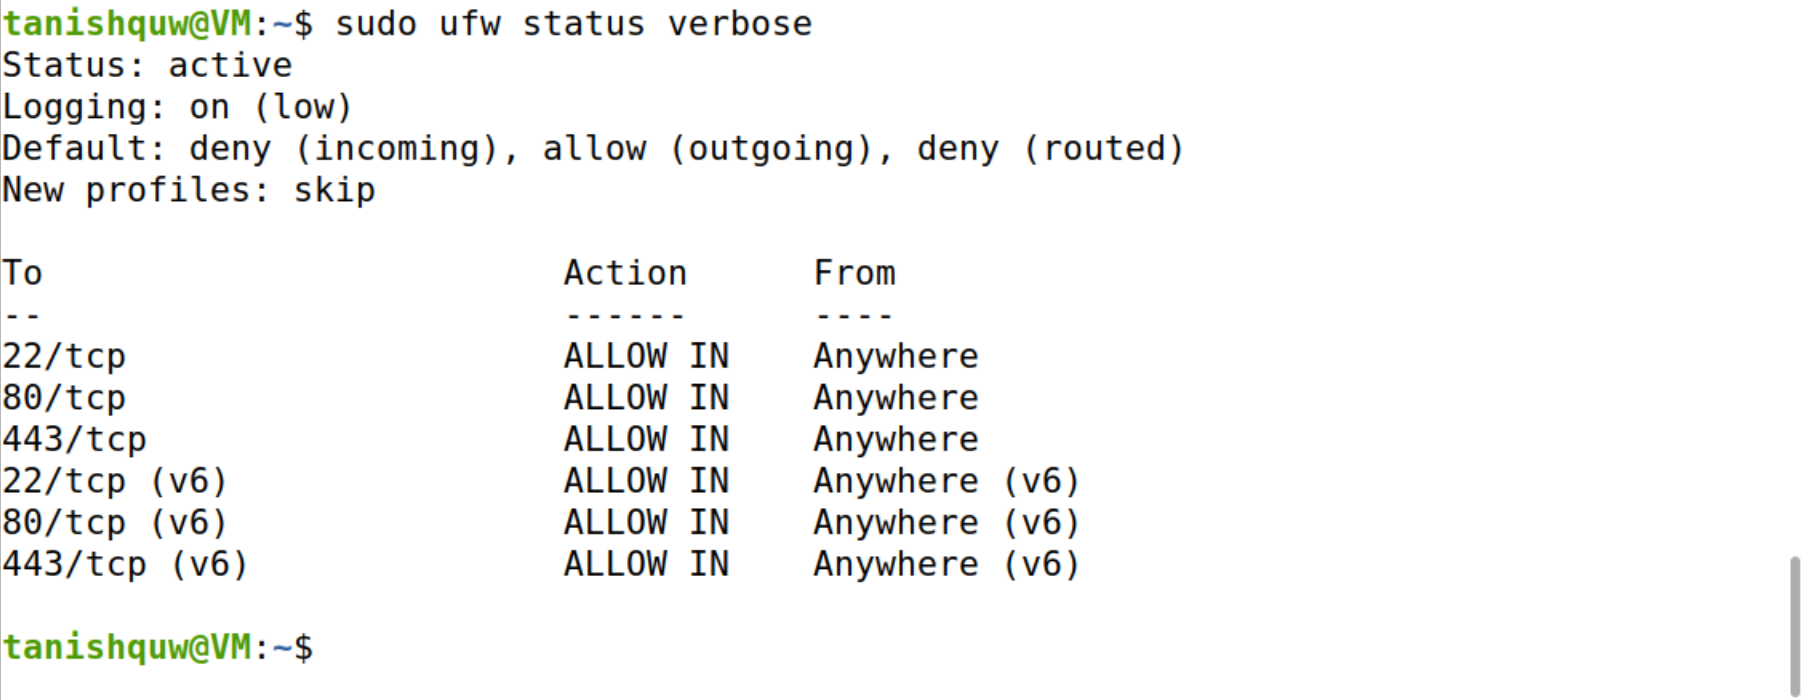 tanishquw@VM:~$ sudo ufw status verbose
Status: active
Logging: on (low)
Default: deny (incoming), allow (outgoing), deny (routed)
New profiles: skip

To                         Action      From
--                         ------      ----
22/tcp                     ALLOW IN    Anywhere
80/tcp                     ALLOW IN    Anywhere
443/tcp                    ALLOW IN    Anywhere
22/tcp (v6)                ALLOW IN    Anywhere (v6)
80/tcp (v6)                ALLOW IN    Anywhere (v6)
443/tcp (v6)               ALLOW IN    Anywhere (v6)

tanishquw@VM:~$